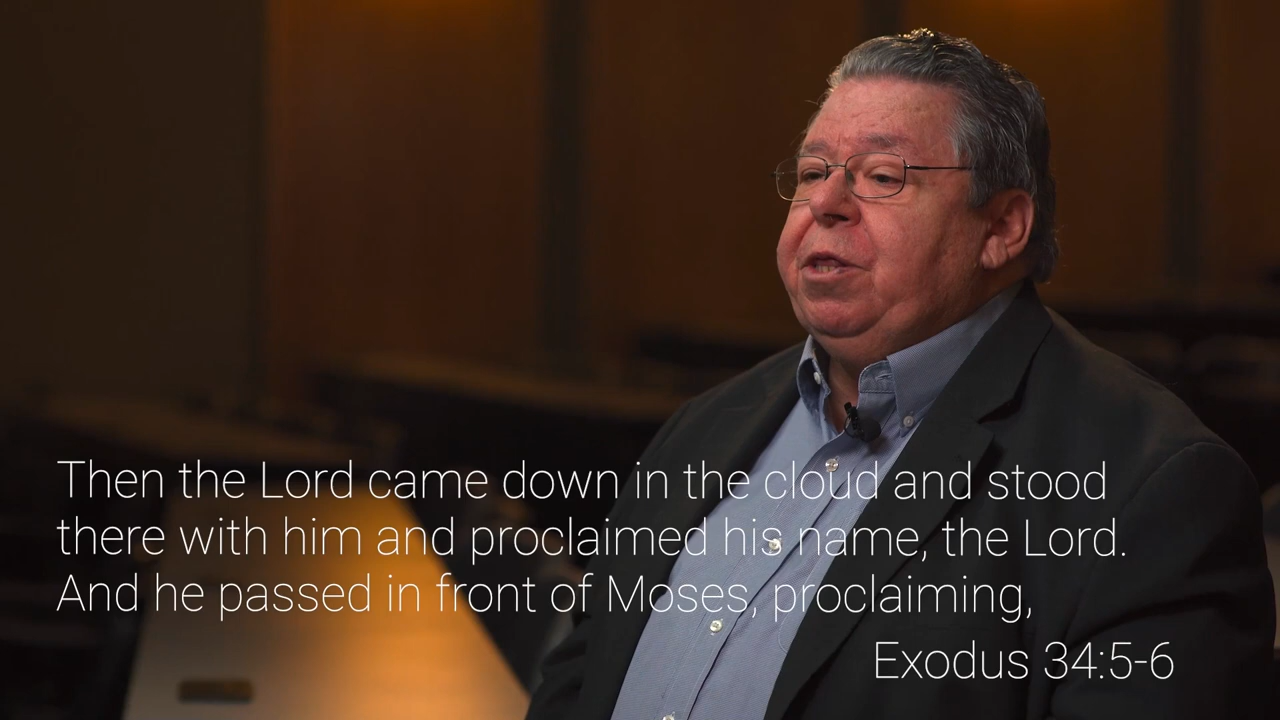 Then the Lord came down in the cloud and stood
there with him and proclaimed his name, the Lord.
And he passed in front of Moses, proclaiming,
Exodus 34:5-6